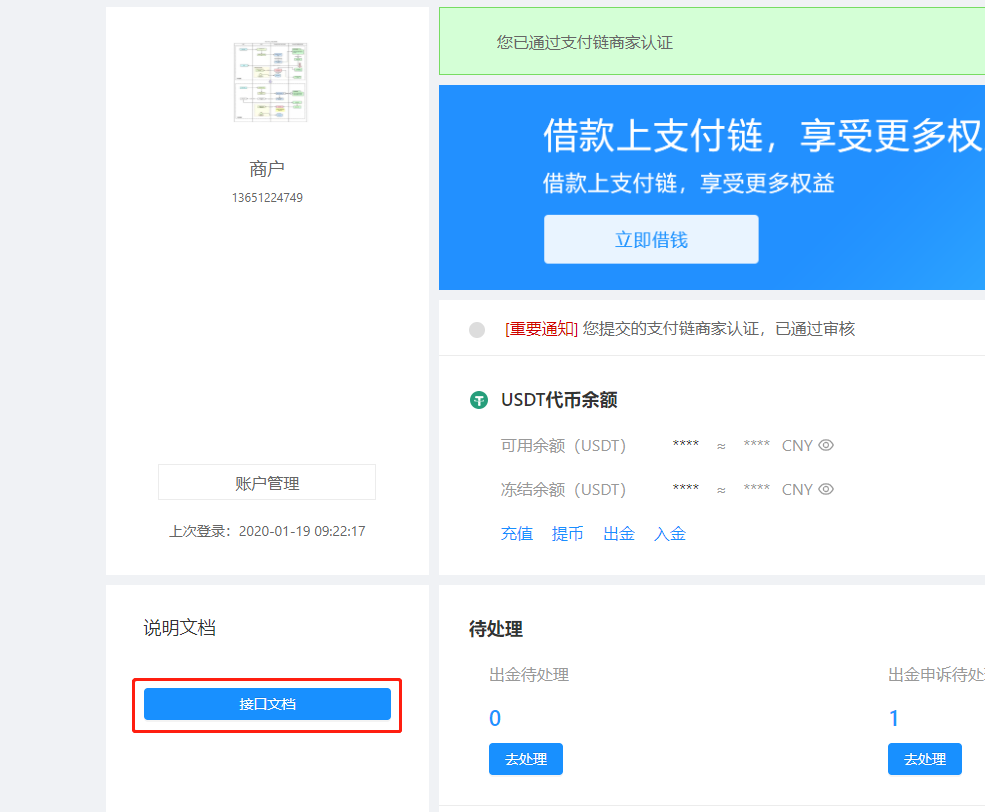 商户
13651224749
账户管理
上次登录：2020-01-19 09:22:17
说明文档
接口文档
您已通过支付链商家认证
借款上支付链，享受更多权
借款上支付链，享受更多权益
立即借钱
[重要通知] 您提交的支付链商家认证，已通过审核
USDT代币余额
可用余额（USDT） **** ≈ **** CNY
冻结余额（USDT） **** ≈ **** CNY
充值 提币 出金 入金
待处理
出金待处理 出金申诉待处
0 1
去处理 去处理